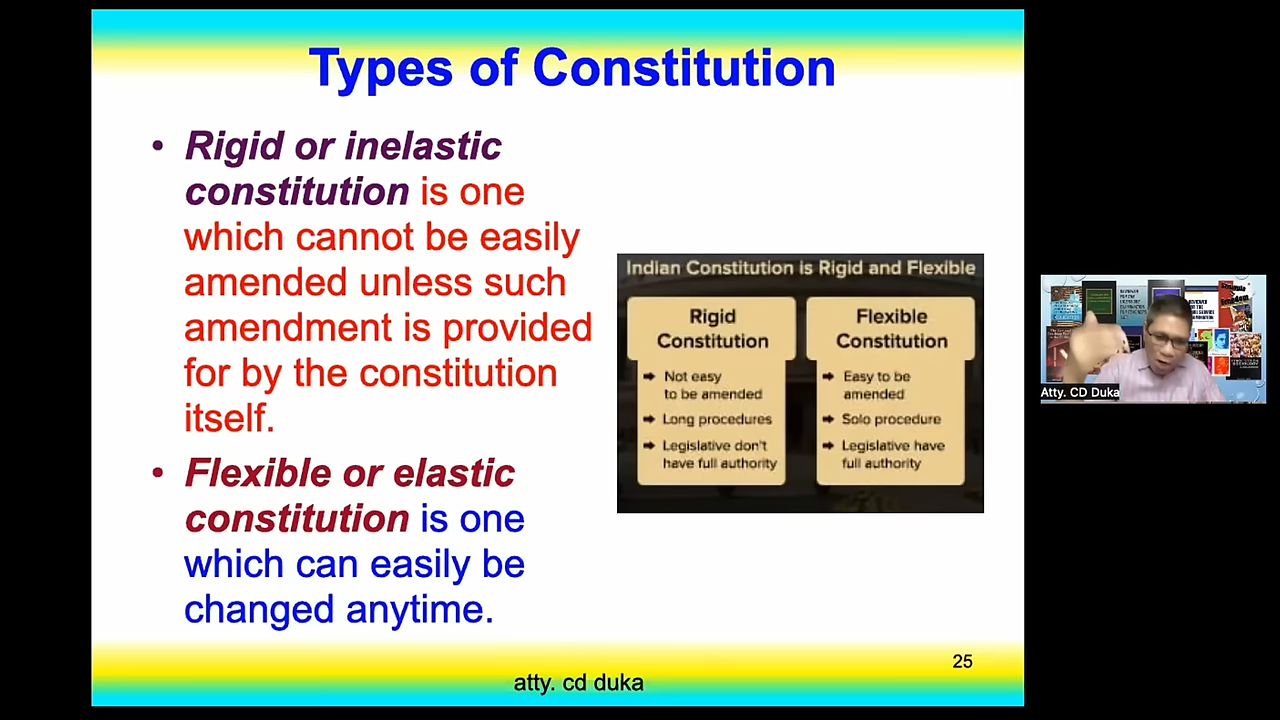 Types of Constitution
• Rigid or inelastic
constitution is one
which cannot be easily
amended unless such
amendment is provided
for by the constitution
itself.
• Flexible or elastic
constitution is one
which can easily be
changed anytime.
Indian Constitution is Rigid and Flexible
Rigid
Constitution
➡ Not easy
to be amended
➡ Long procedures
➡ Legislative don't
have full authority
Flexible
Constitution
➡ Easy to be
amended
➡ Solo procedure
➡ Legislative have
full authority
25
atty. cd duka
Atty. CD Duka